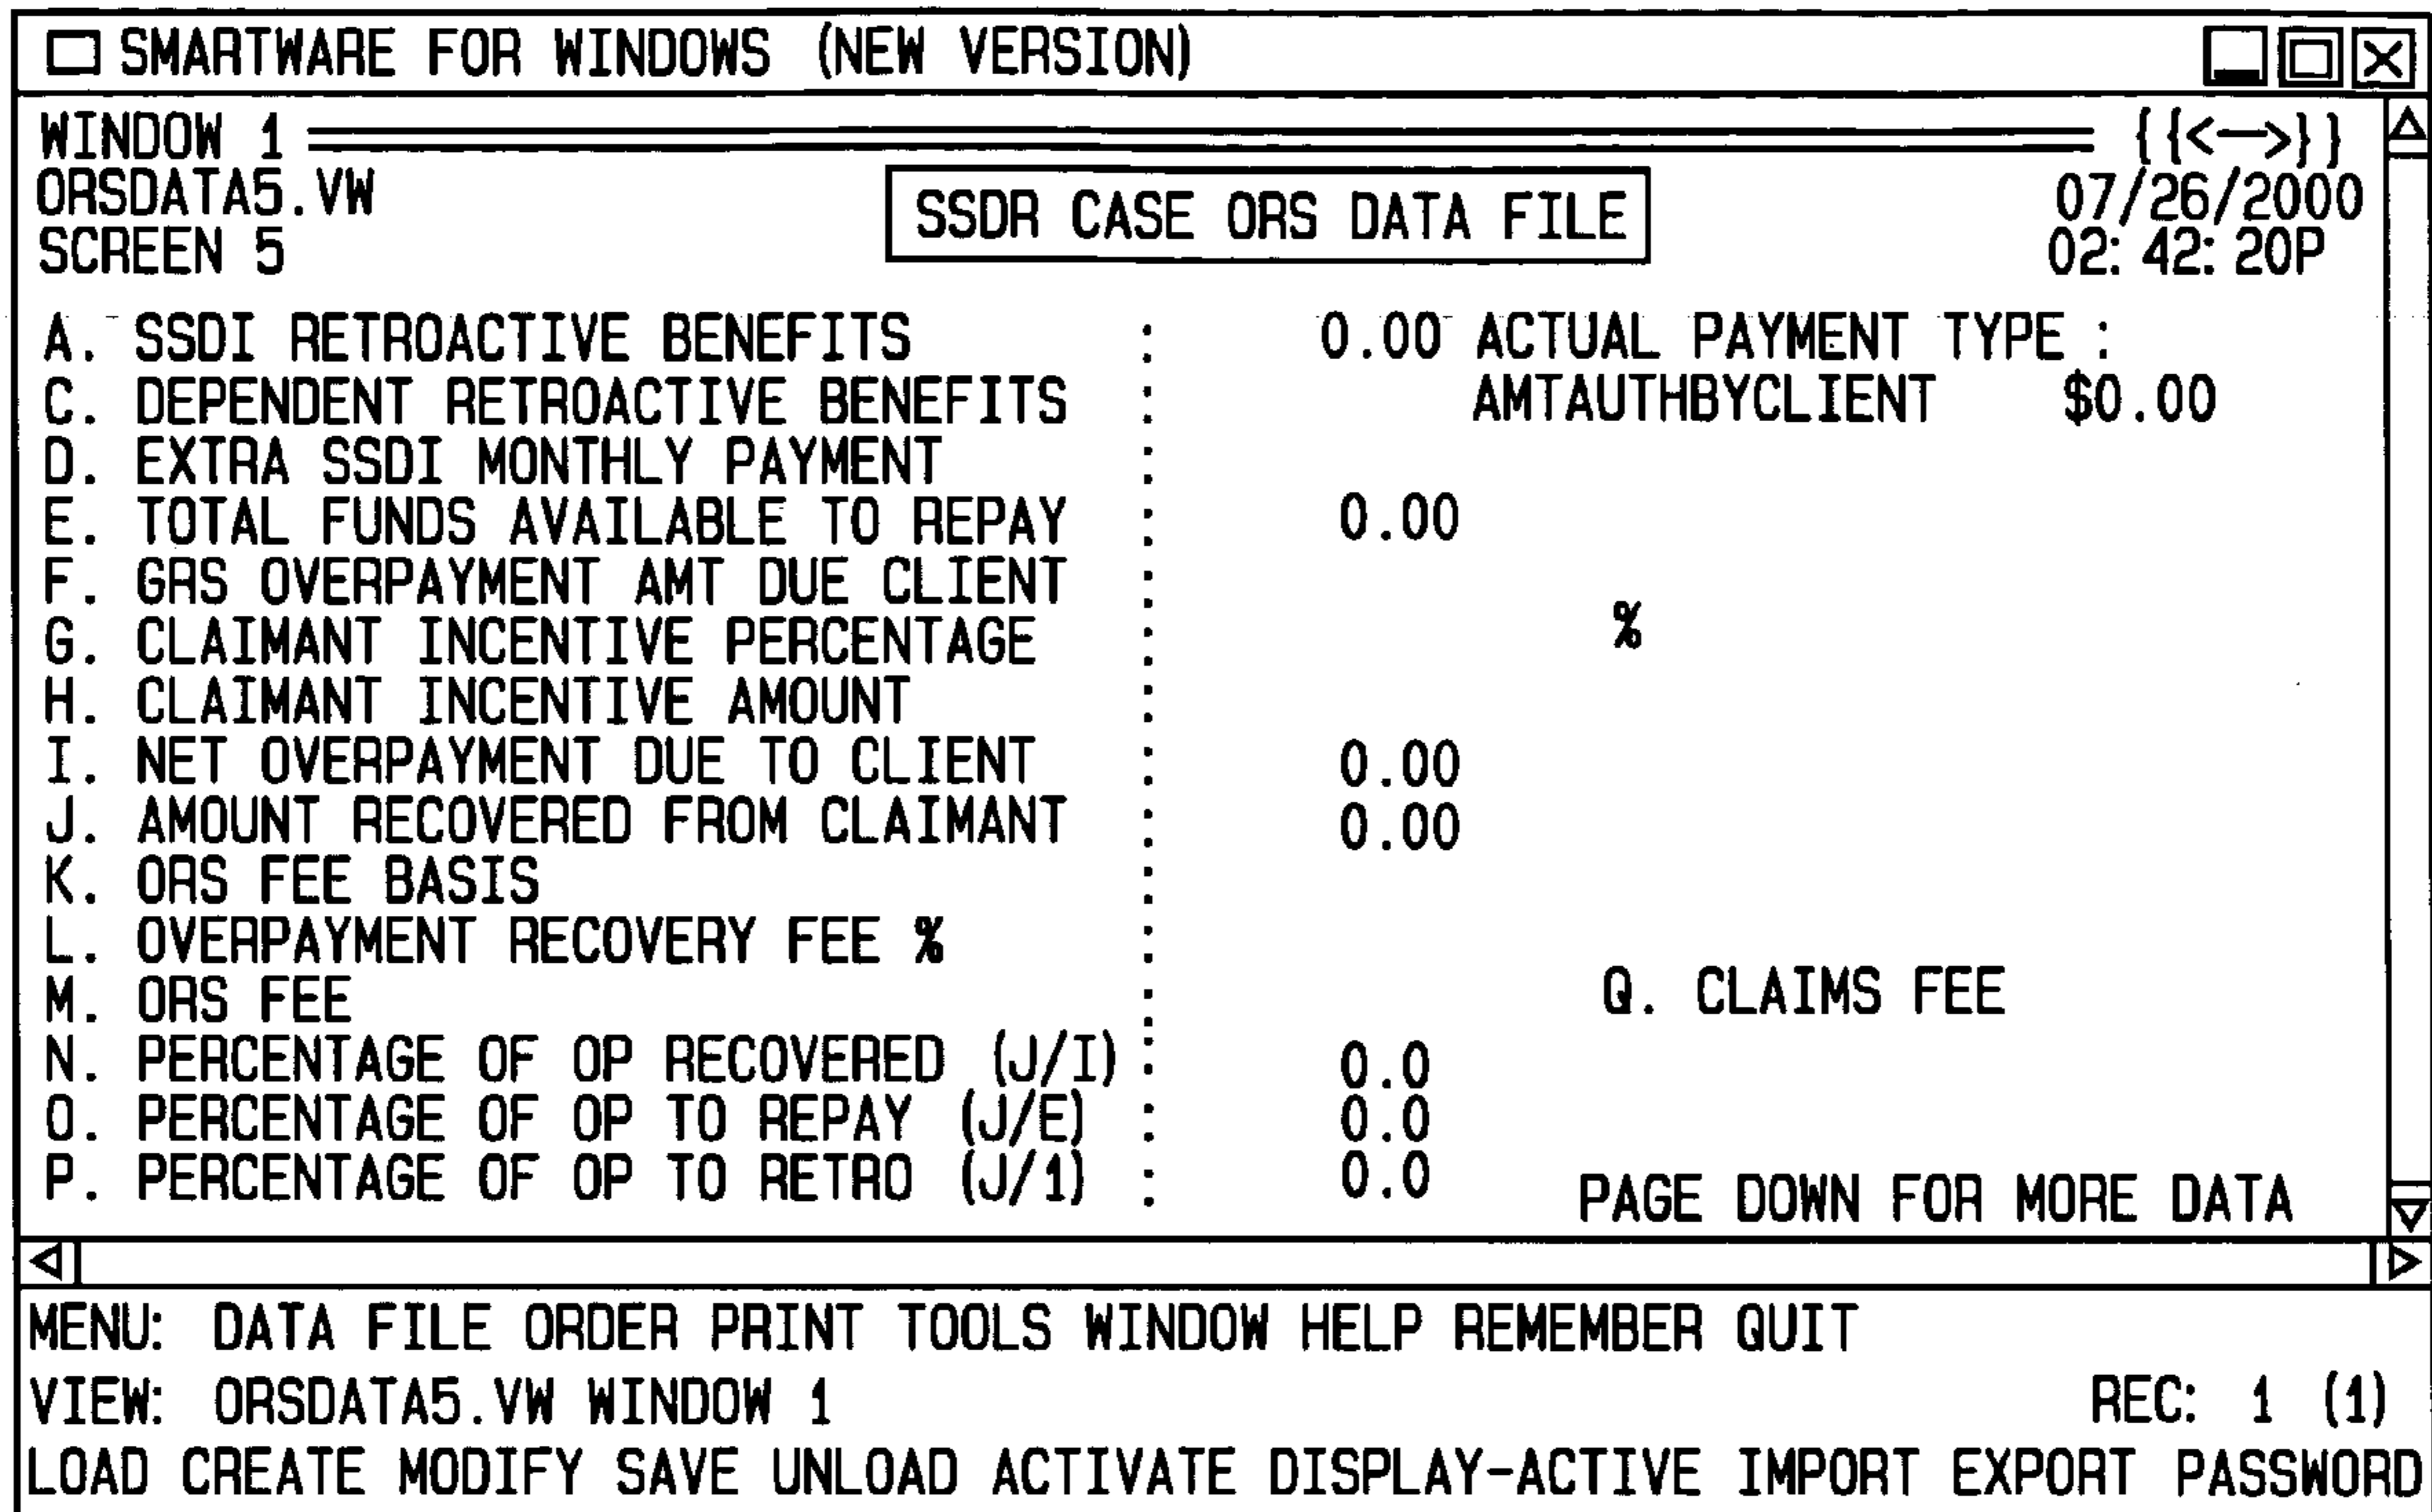 SMARTWARE FOR WINDOWS (NEW VERSION)
WINDOW 1 {{<—>}}
ORSDATA5.VW 07/26/2000
SSDR CASE ORS DATA FILE
SCREEN 5 02: 42: 20P
A. SSDI RETROACTIVE BENEFITS : 0.00 ACTUAL PAYMENT TYPE :
C. DEPENDENT RETROACTIVE BENEFITS : AMTAUTHBYCLIENT $0.00
D. EXTRA SSDI MONTHLY PAYMENT :
E. TOTAL FUNDS AVAILABLE TO REPAY : 0.00
F. GRS OVERPAYMENT AMT DUE CLIENT :
G. CLAIMANT INCENTIVE PERCENTAGE : %
H. CLAIMANT INCENTIVE AMOUNT :
I. NET OVERPAYMENT DUE TO CLIENT : 0.00
J. AMOUNT RECOVERED FROM CLAIMANT : 0.00
K. ORS FEE BASIS :
L. OVERPAYMENT RECOVERY FEE % :
M. ORS FEE : Q. CLAIMS FEE
N. PERCENTAGE OF OP RECOVERED (J/I) : 0.0
O. PERCENTAGE OF OP TO REPAY (J/E) : 0.0
P. PERCENTAGE OF OP TO RETRO (J/1) : 0.0
PAGE DOWN FOR MORE DATA
MENU: DATA FILE ORDER PRINT TOOLS WINDOW HELP REMEMBER QUIT
VIEW: ORSDATA5.VW WINDOW 1 REC: 1 (1)
LOAD CREATE MODIFY SAVE UNLOAD ACTIVATE DISPLAY-ACTIVE IMPORT EXPORT PASSWORD